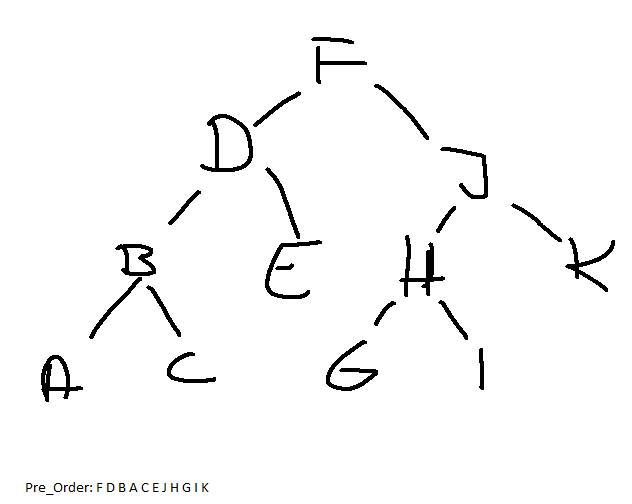 F
D J
B E H K
A C G I
Pre_Order: F D B A C E J H G I K